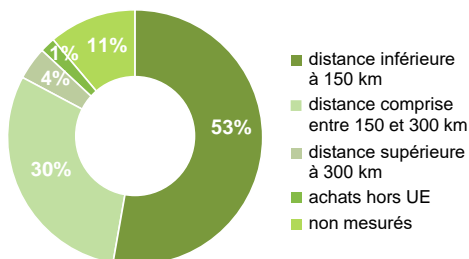 1%
11%
4%
30%
53%
distance inférieure
à 150 km
distance comprise
entre 150 et 300 km
distance supérieure
à 300 km
achats hors UE
non mesurés